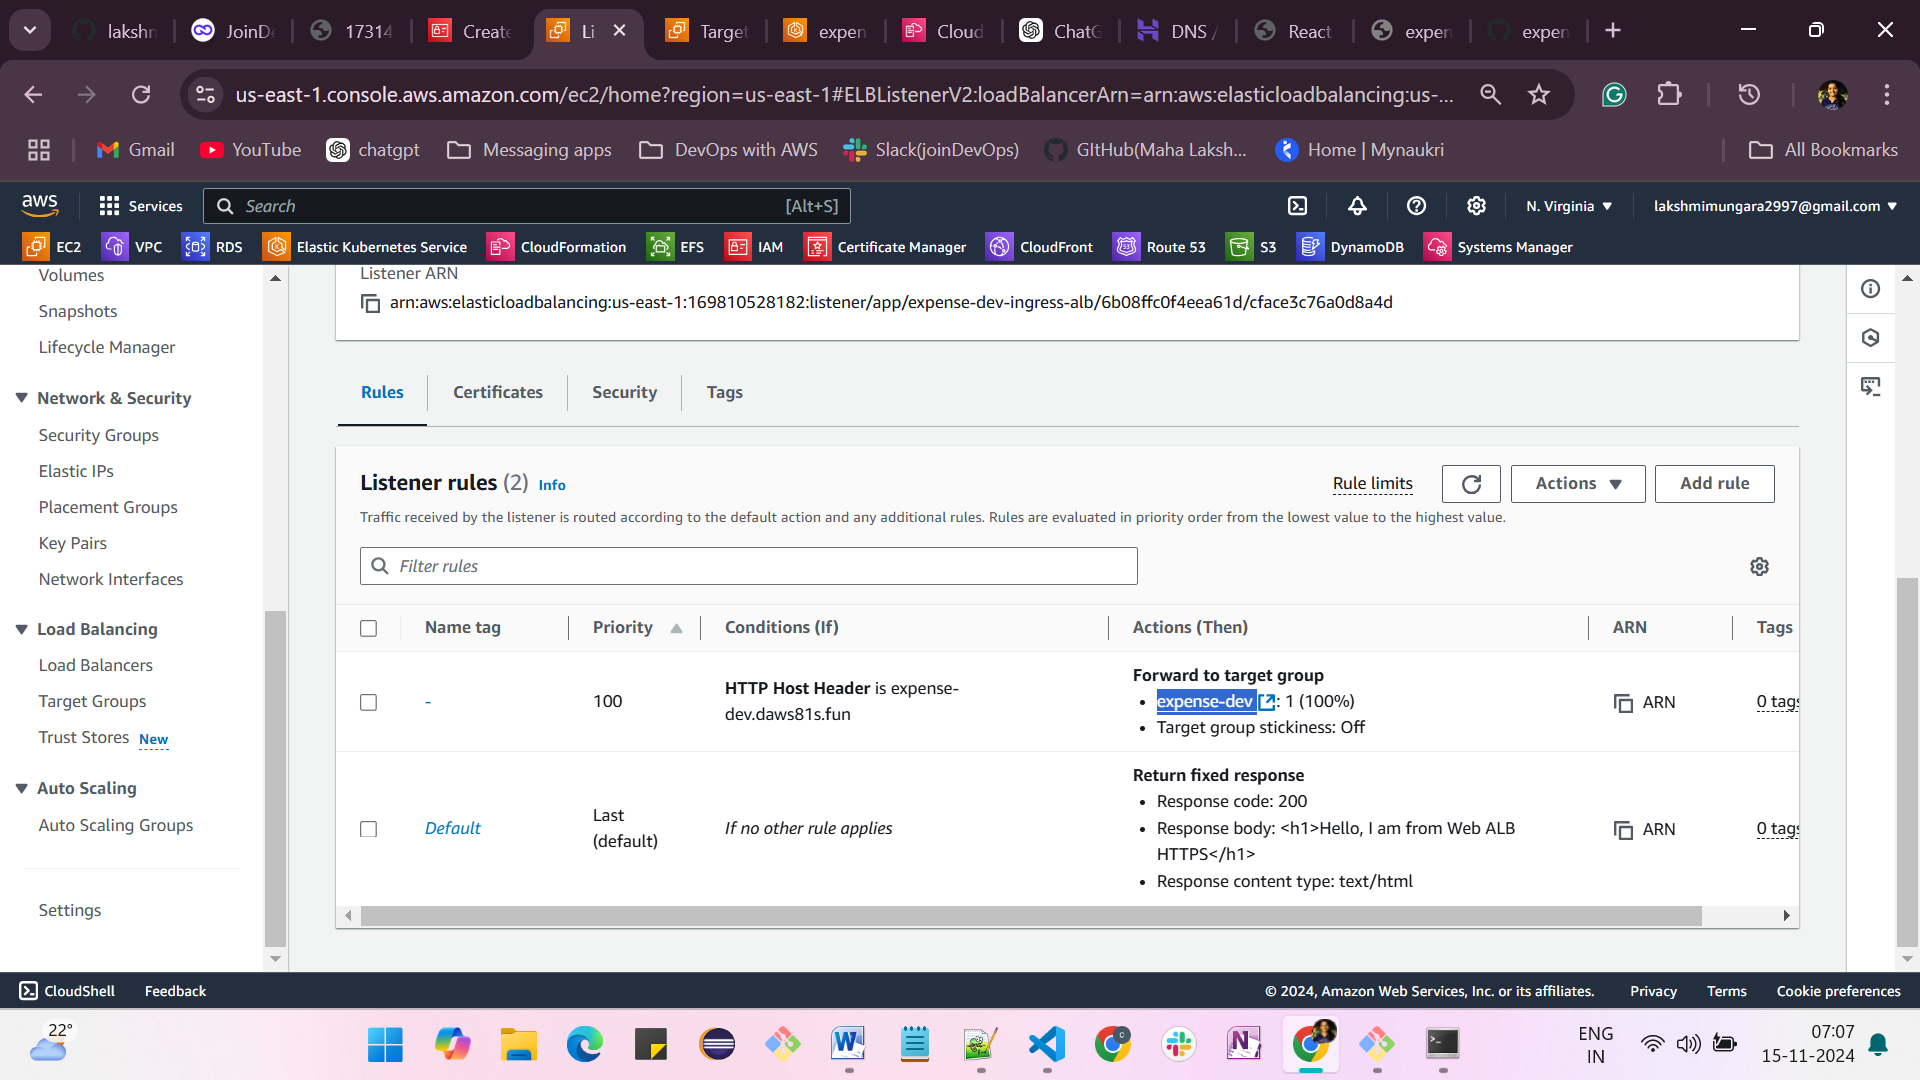 lakshm
JoinDe
17314
Create
Li
Target
expen
Cloud
ChatG
DNS /
React
expen
expen
us-east-1.console.aws.amazon.com/ec2/home?region=us-east-1#ELBListenerV2:loadBalancerArn=arn:aws:elasticloadbalancing:us-...
Gmail
YouTube
chatgpt
Messaging apps
DevOps with AWS
Slack(joinDevOps)
GItHub(Maha Laksh...
Home | Mynaukri
All Bookmarks
aws
Services
Search
[Alt+S]
N. Virginia
lakshmimungara2997@gmail.com
EC2
VPC
RDS
Elastic Kubernetes Service
CloudFormation
EFS
IAM
Certificate Manager
CloudFront
Route 53
S3
DynamoDB
Systems Manager
Volumes
Snapshots
Lifecycle Manager
Network & Security
Security Groups
Elastic IPs
Placement Groups
Key Pairs
Network Interfaces
Load Balancing
Load Balancers
Target Groups
Trust Stores New
Auto Scaling
Auto Scaling Groups
Settings
Listener ARN
arn:aws:elasticloadbalancing:us-east-1:169810528182:listener/app/expense-dev-ingress-alb/6b08ffc0f4eea61d/cface3c76a0d8a4d
Rules
Certificates
Security
Tags
Listener rules (2) Info
Rule limits
Actions
Add rule
Traffic received by the listener is routed according to the default action and any additional rules. Rules are evaluated in priority order from the lowest value to the highest value.
Filter rules
Name tag
Priority
Conditions (If)
Actions (Then)
ARN
Tags
-
100
HTTP Host Header is expense-
dev.daws81s.fun
Forward to target group
• expense-dev : 1 (100%)
• Target group stickiness: Off
ARN
0 tags
Default
Last
(default)
If no other rule applies
Return fixed response
• Response code: 200
• Response body: <h1>Hello, I am from Web ALB
HTTPS</h1>
• Response content type: text/html
ARN
0 tags
CloudShell
Feedback
© 2024, Amazon Web Services, Inc. or its affiliates.
Privacy
Terms
Cookie preferences
22°
ENG
IN
07:07
15-11-2024